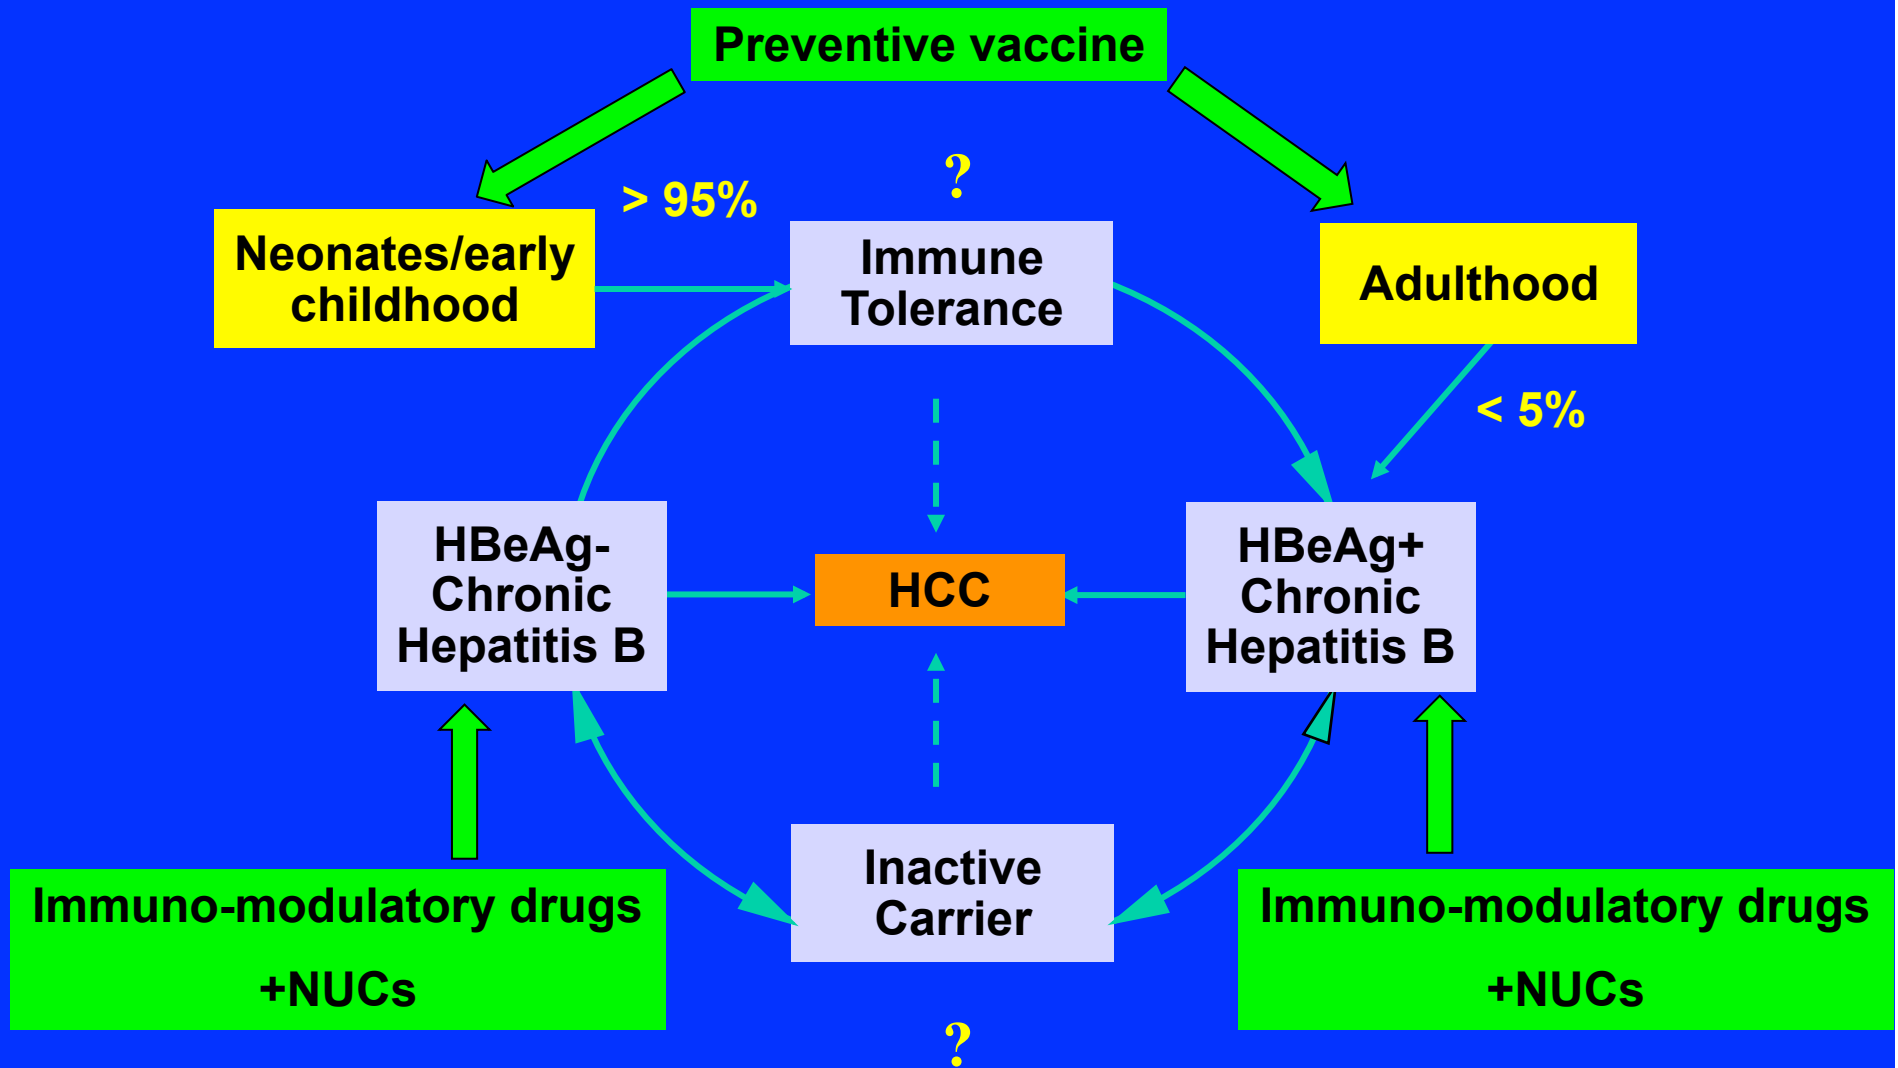 Preventive vaccine
?
> 95%
Neonates/early
childhood
Immune
Tolerance
Adulthood
< 5%
HBeAg-
Chronic
Hepatitis B
HCC
HBeAg+
Chronic
Hepatitis B
Inactive
Carrier
Immuno-modulatory drugs
+NUCs
Immuno-modulatory drugs
+NUCs
?